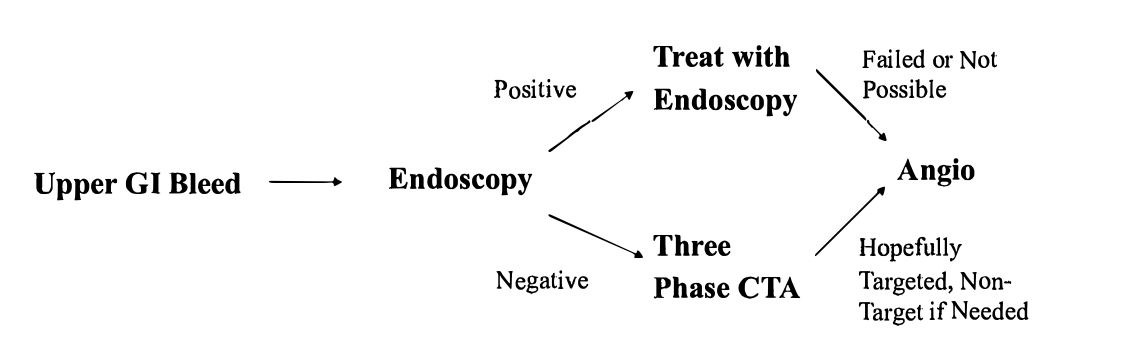 Upper GI Bleed
Endoscopy
Positive
Negative
Treat with
Endoscopy
Three
Phase CTA
Failed or Not
Possible
Angio
Hopefully
Targeted, Non-
Target if Needed